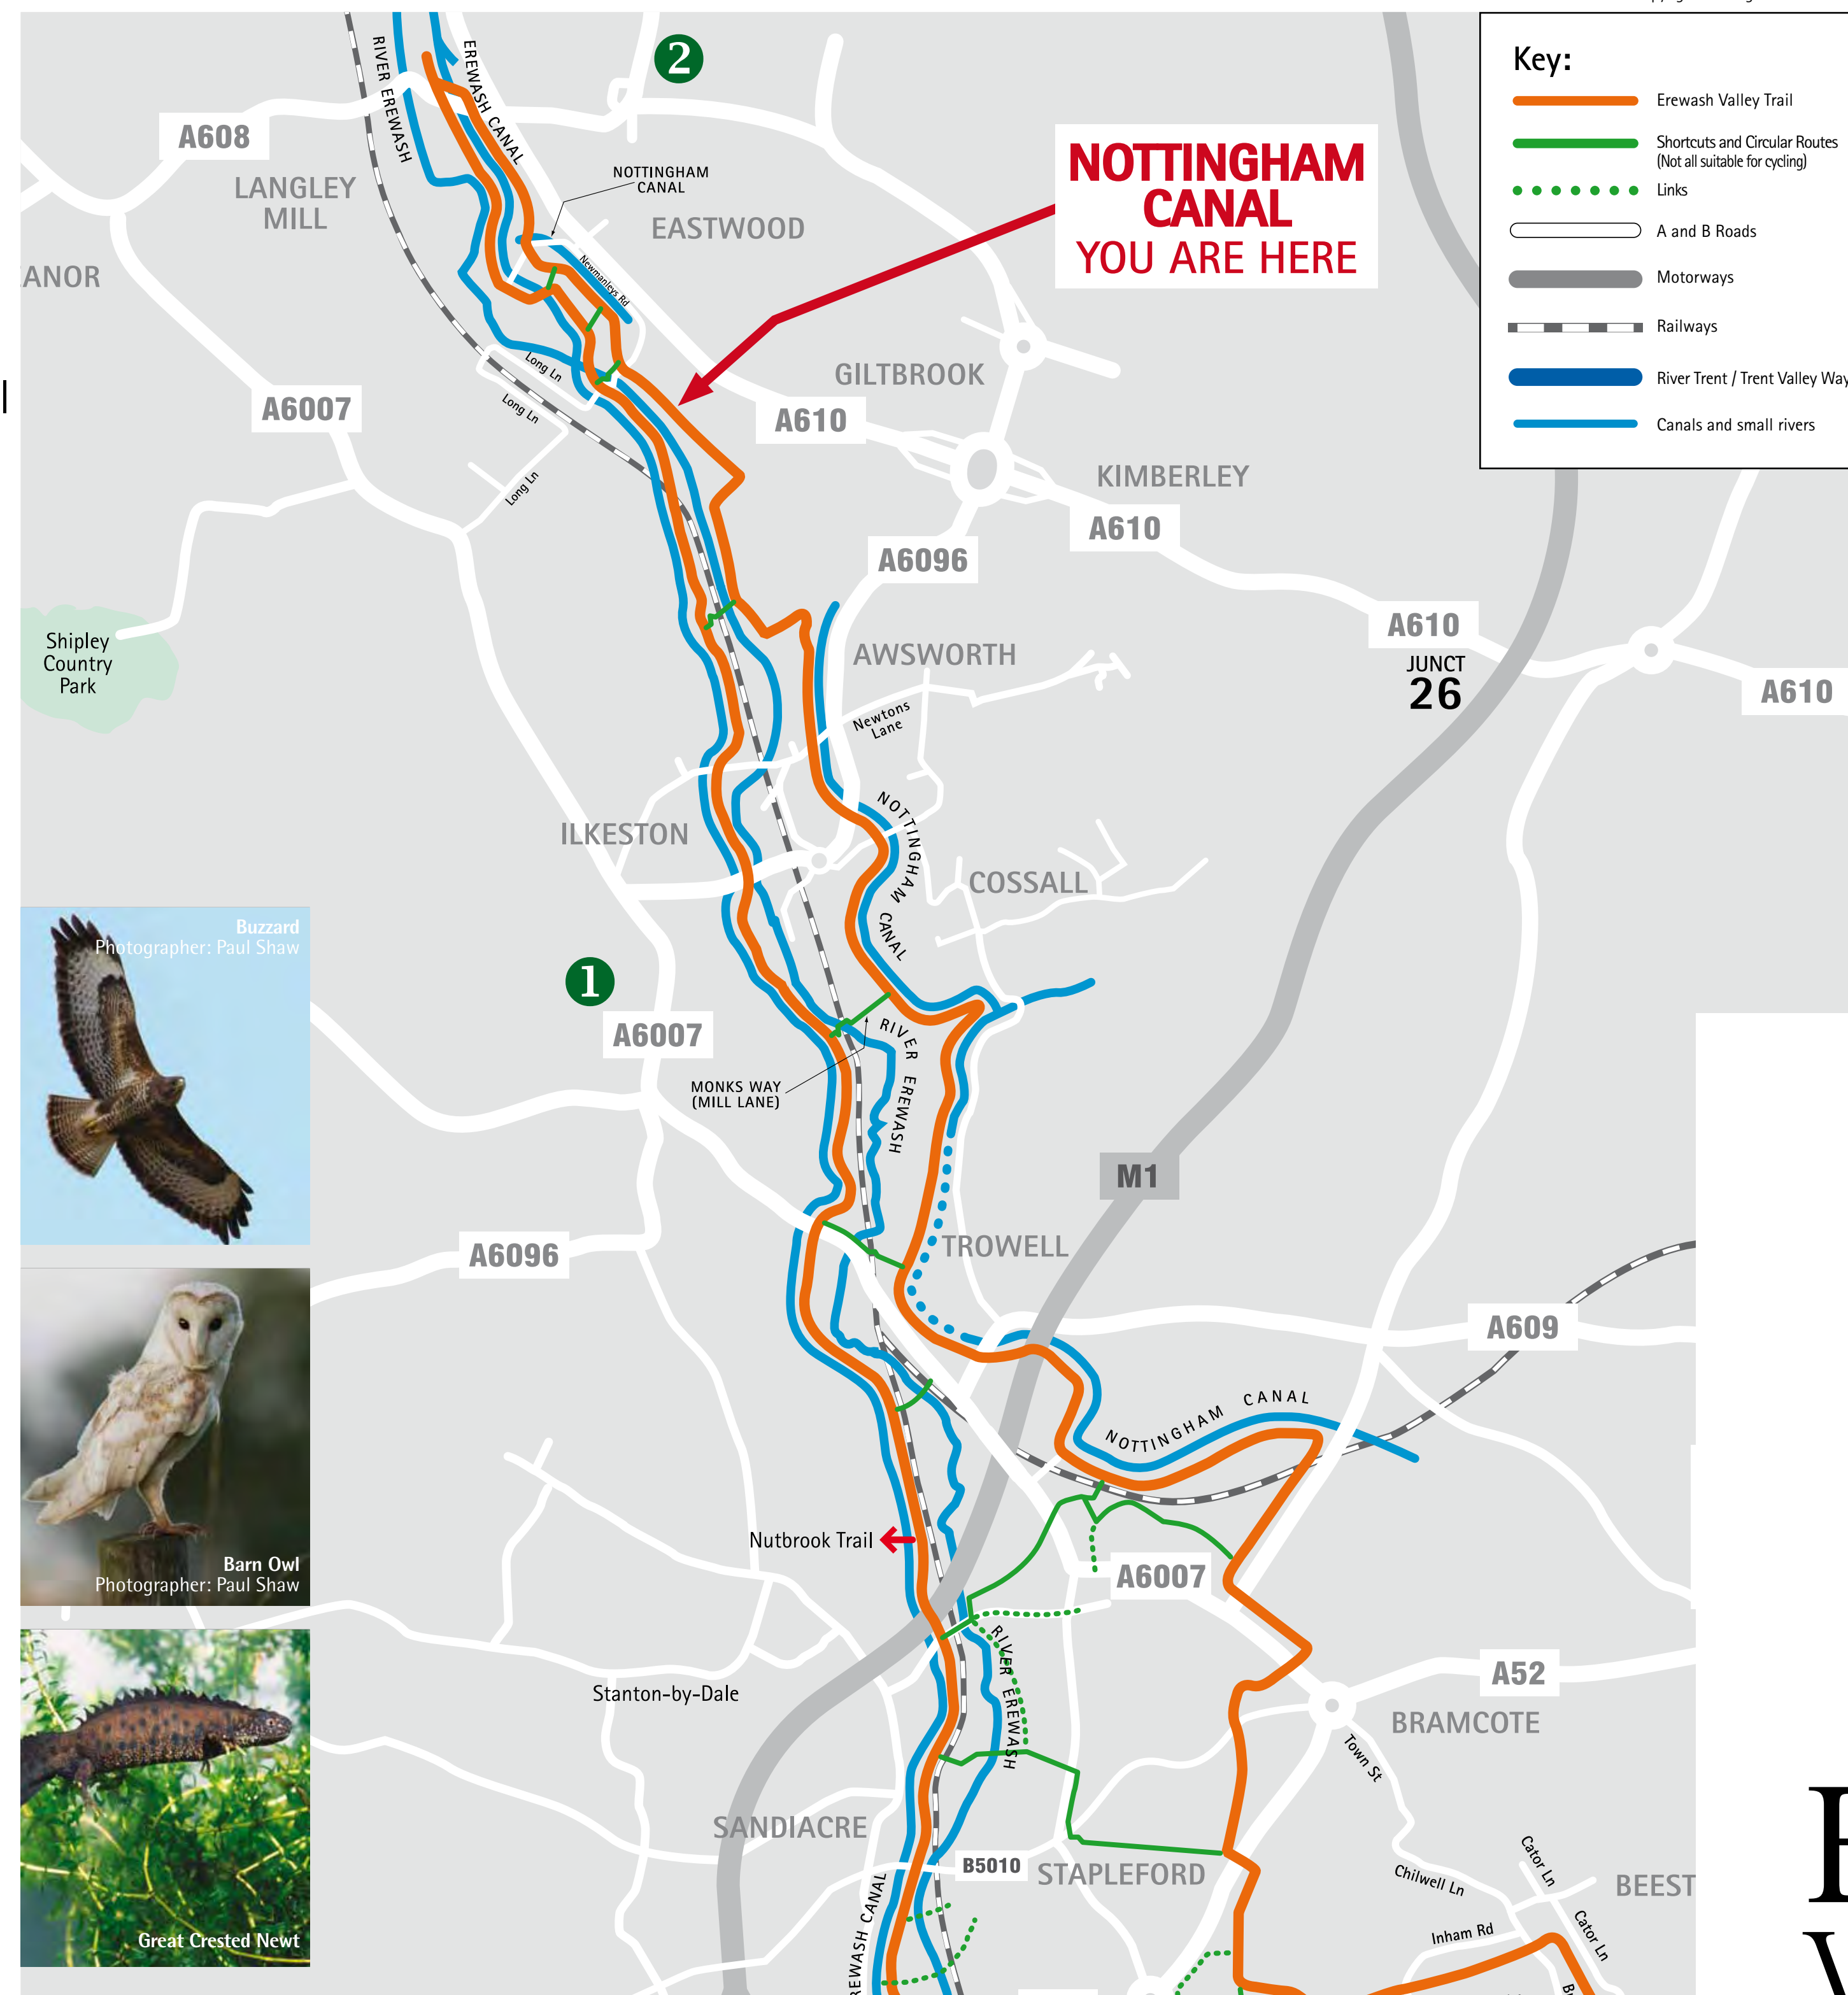 Key:
Erewash Valley Trail
Shortcuts and Circular Routes
(Not all suitable for cycling)
Links
A and B Roads
Motorways
Railways
River Trent / Trent Valley Way
Canals and small rivers
2
RIVER EREWASH
EREWASH CANAL
A608
LANGLEY
MILL
NOTTINGHAM
CANAL
EASTWOOD
NOTTINGHAM
CANAL
YOU ARE HERE
Newmanleys Rd
ANOR
Long Ln
Long Ln
Long Ln
GILTBROOK
A6007
A610
KIMBERLEY
A610
A6096
A610
JUNCT
26
A610
Shipley
Country
Park
AWSWORTH
Newtons
Lane
ILKESTON
NOTTINGHAM
CANAL
COSSALL
Buzzard
Photographer: Paul Shaw
1
A6007
RIVER EREWASH
MONKS WAY
(MILL LANE)
M1
A6096
TROWELL
A609
NOTTINGHAM CANAL
Barn Owl
Photographer: Paul Shaw
Nutbrook Trail
A6007
RIVER EREWASH
A52
Stanton-by-Dale
BRAMCOTE
Town St
SANDIACRE
B5010
STAPLEFORD
Chilwell Ln
Cator Ln
BEEST
Cator Ln
Inham Rd
EREWASH CANAL
Great Crested Newt